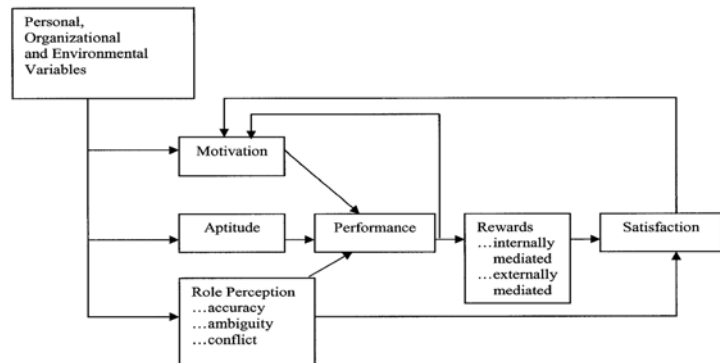 Personal,
Organizational
and Environmental
Variables
Motivation
Aptitude
Performance
Rewards
...internally
mediated
...externally
mediated
Satisfaction
Role Perception
...accuracy
...ambiguity
...conflict